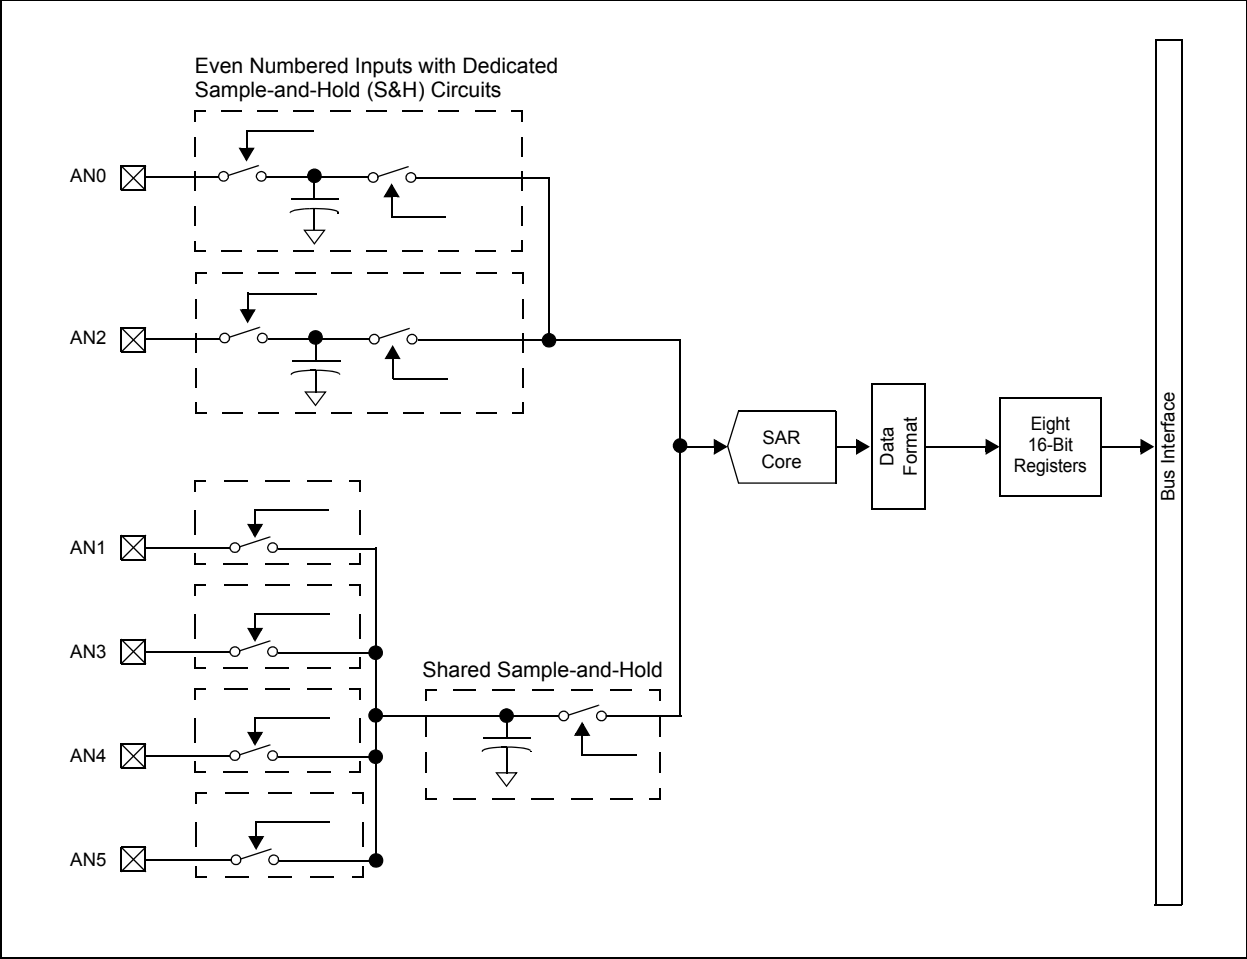 Even Numbered Inputs with Dedicated
Sample-and-Hold (S&H) Circuits
AN0
AN2
SAR
Core
Data
Format
Eight
16-Bit
Registers
Bus Interface
AN1
AN3
Shared Sample-and-Hold
AN4
AN5